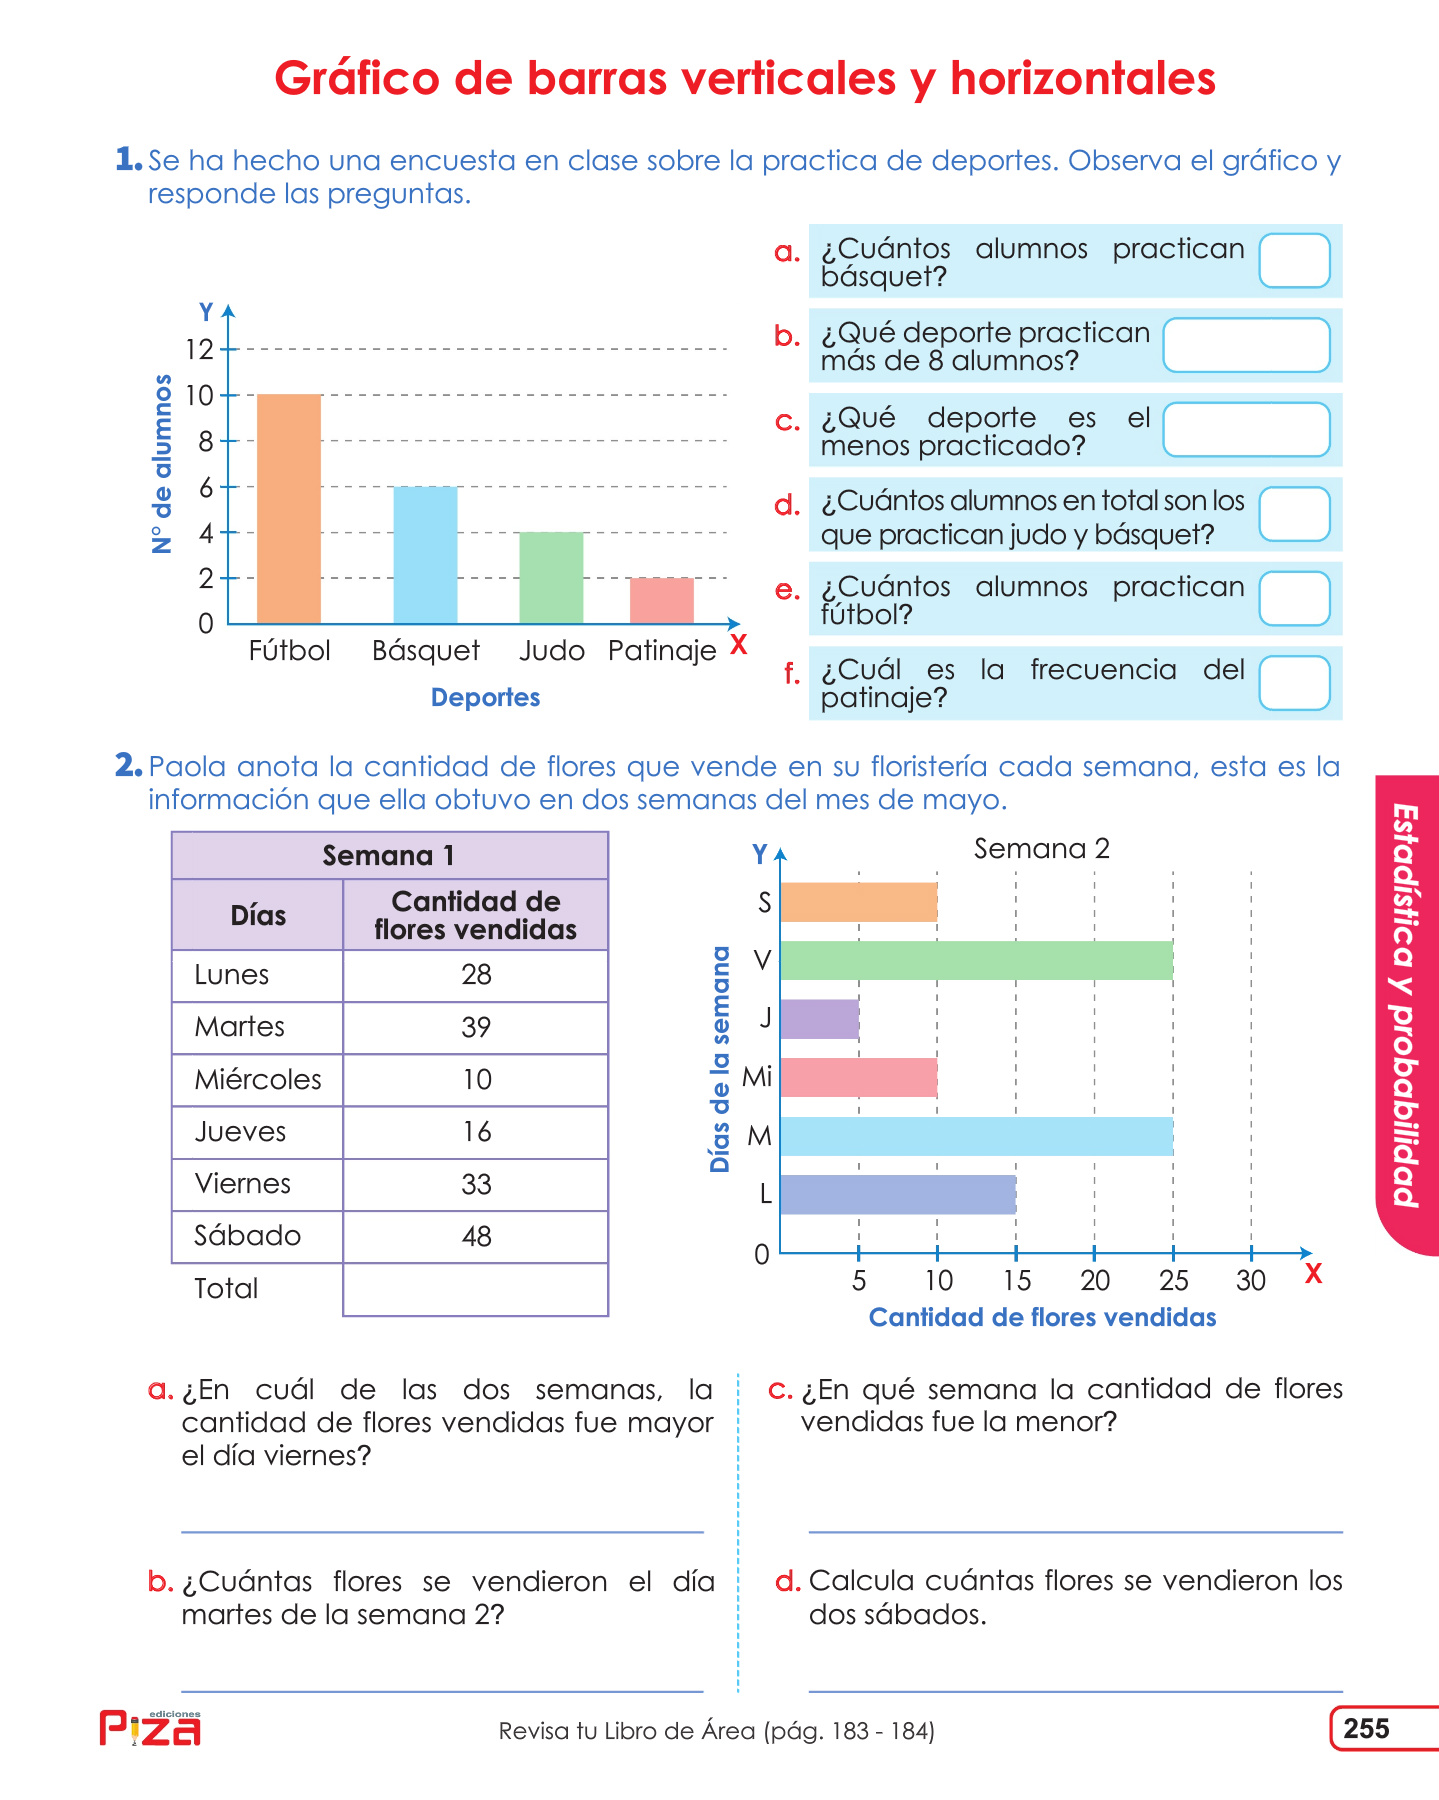 Gráfico de barras verticales y horizontales
1. Se ha hecho una encuesta en clase sobre la practica de deportes. Observa el gráfico y
responde las preguntas.
Y
12
10
8
6
4
2
0
N° de alumnos
Fútbol Básquet Judo Patinaje X
Deportes
a. ¿Cuántos alumnos practican
básquet?
b. ¿Qué deporte practican
más de 8 alumnos?
c. ¿Qué deporte es el
menos practicado?
d. ¿Cuántos alumnos en total son los
que practican judo y básquet?
e. ¿Cuántos alumnos practican
fútbol?
f. ¿Cuál es la frecuencia del
patinaje?
2. Paola anota la cantidad de flores que vende en su floristería cada semana, esta es la
información que ella obtuvo en dos semanas del mes de mayo.
Semana 1
Días Cantidad de
flores vendidas
Lunes 28
Martes 39
Miércoles 10
Jueves 16
Viernes 33
Sábado 48
Total
Semana 2
Y
S
V
J
Mi
M
L
0
Días de la semana
5 10 15 20 25 30 X
Cantidad de flores vendidas
Estadística y probabilidad
a. ¿En cuál de las dos semanas, la
cantidad de flores vendidas fue mayor
el día viernes?
b. ¿Cuántas flores se vendieron el día
martes de la semana 2?
c. ¿En qué semana la cantidad de flores
vendidas fue la menor?
d. Calcula cuántas flores se vendieron los
dos sábados.
ediciones
Piza
Revisa tu Libro de Área (pág. 183 - 184)
255